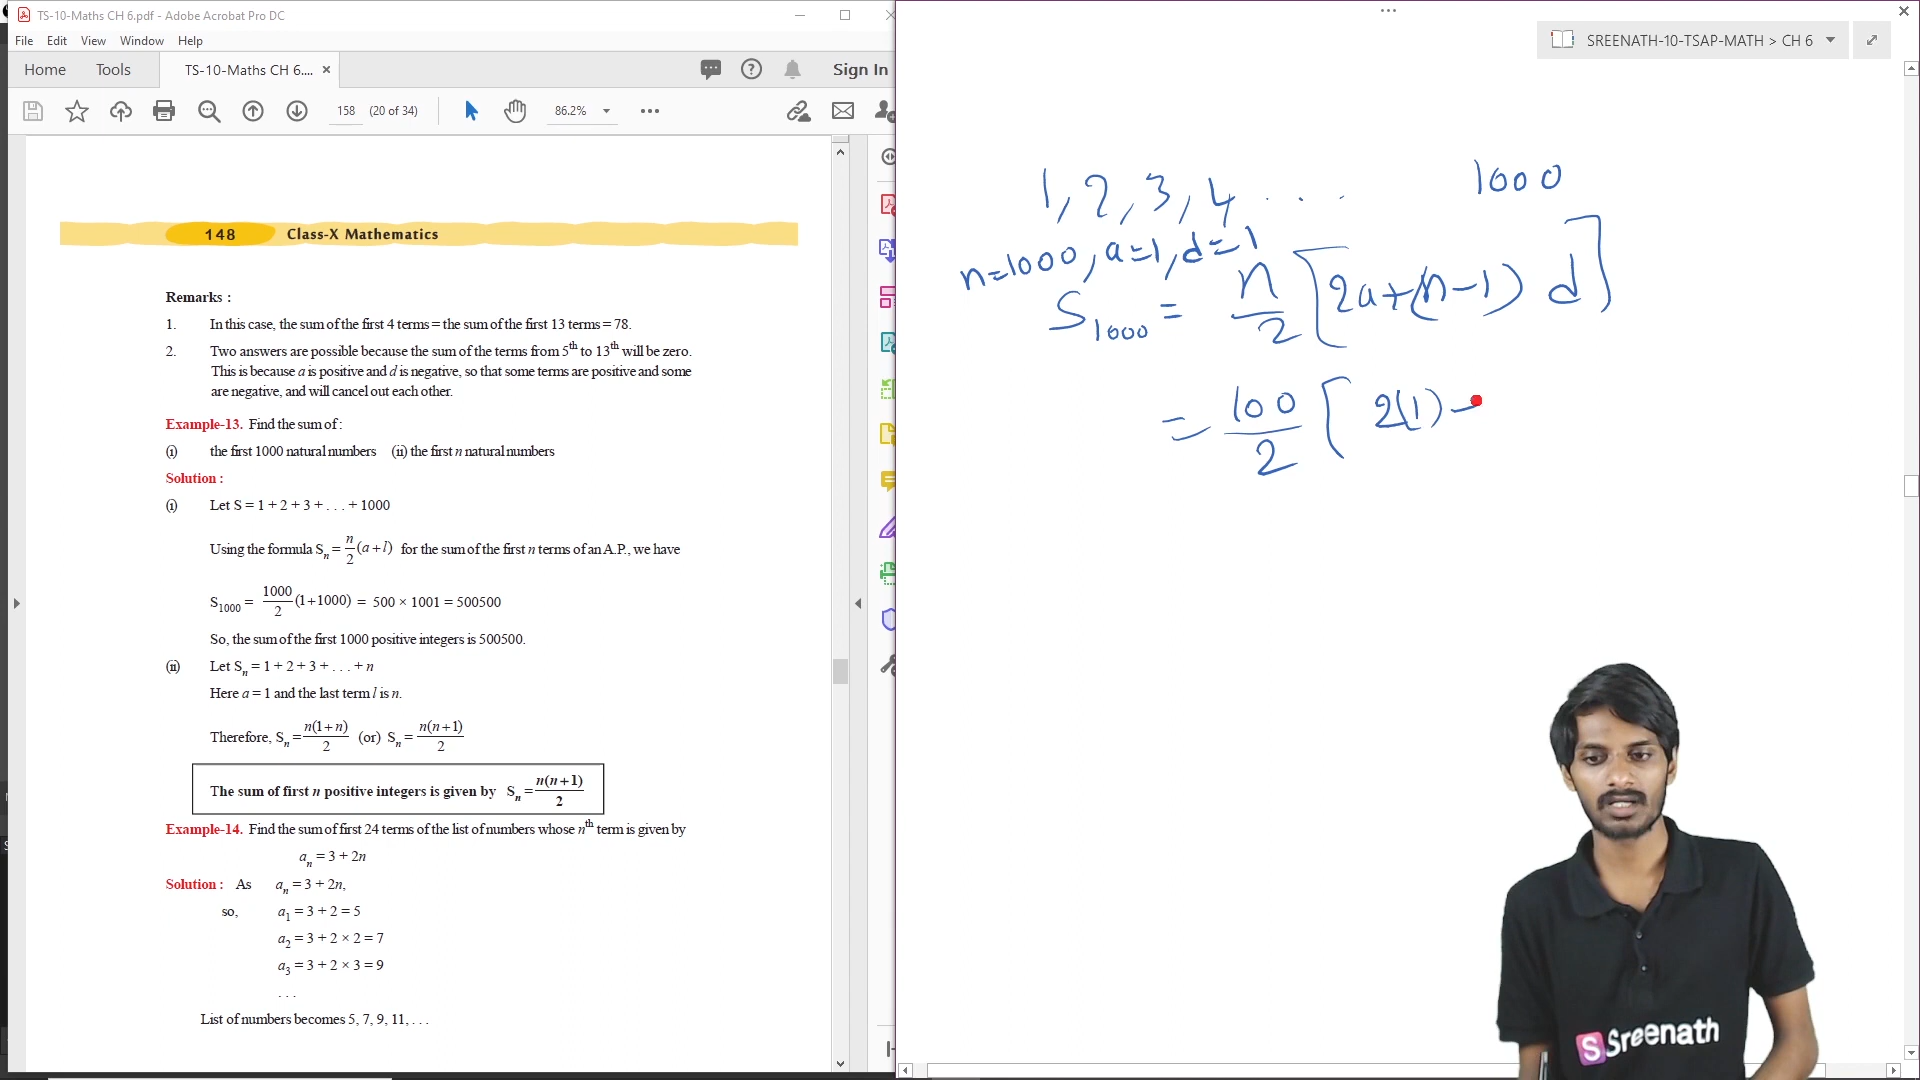 TS-10-Maths CH 6.pdf - Adobe Acrobat Pro DC
File Edit View Window Help
Home Tools TS-10-Maths CH 6.... × Sign In
158 (20 of 34) 86.2%
148 Class-X Mathematics
Remarks :
1. In this case, the sum of the first 4 terms = the sum of the first 13 terms = 78.
2. Two answers are possible because the sum of the terms from 5th to 13th will be zero.
This is because a is positive and d is negative, so that some terms are positive and some
are negative, and will cancel out each other.
Example-13. Find the sum of :
(i) the first 1000 natural numbers (ii) the first n natural numbers
Solution :
(i) Let S = 1 + 2 + 3 + . . . + 1000
Using the formula Sn = n/2 (a + l) for the sum of the first n terms of an A.P., we have
S1000 = 1000/2 (1+1000) = 500 × 1001 = 500500
So, the sum of the first 1000 positive integers is 500500.
(ii) Let Sn = 1 + 2 + 3 + . . . + n
Here a = 1 and the last term l is n.
Therefore, Sn = n(1+n)/2 (or) Sn = n(n+1)/2
The sum of first n positive integers is given by Sn = n(n+1)/2
Example-14. Find the sum of first 24 terms of the list of numbers whose nth term is given by
an = 3 + 2n
Solution : As an = 3 + 2n,
so, a1 = 3 + 2 = 5
a2 = 3 + 2 × 2 = 7
a3 = 3 + 2 × 3 = 9
. . .
List of numbers becomes 5, 7, 9, 11, . . .
SREENATH-10-TSAP-MATH > CH 6
1, 2, 3, 4 . . . 1000
n=1000, a=1, d=1
S1000 = n/2 [2a+(n-1) d]
= 100/2 [ 2(1) -
S Sreenath